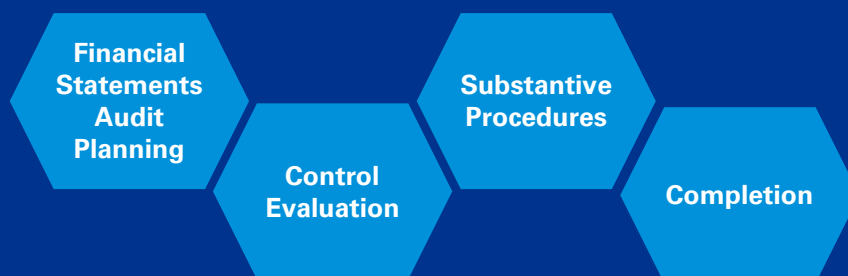 Financial
Statements
Audit
Planning
Control
Evaluation
Substantive
Procedures
Completion